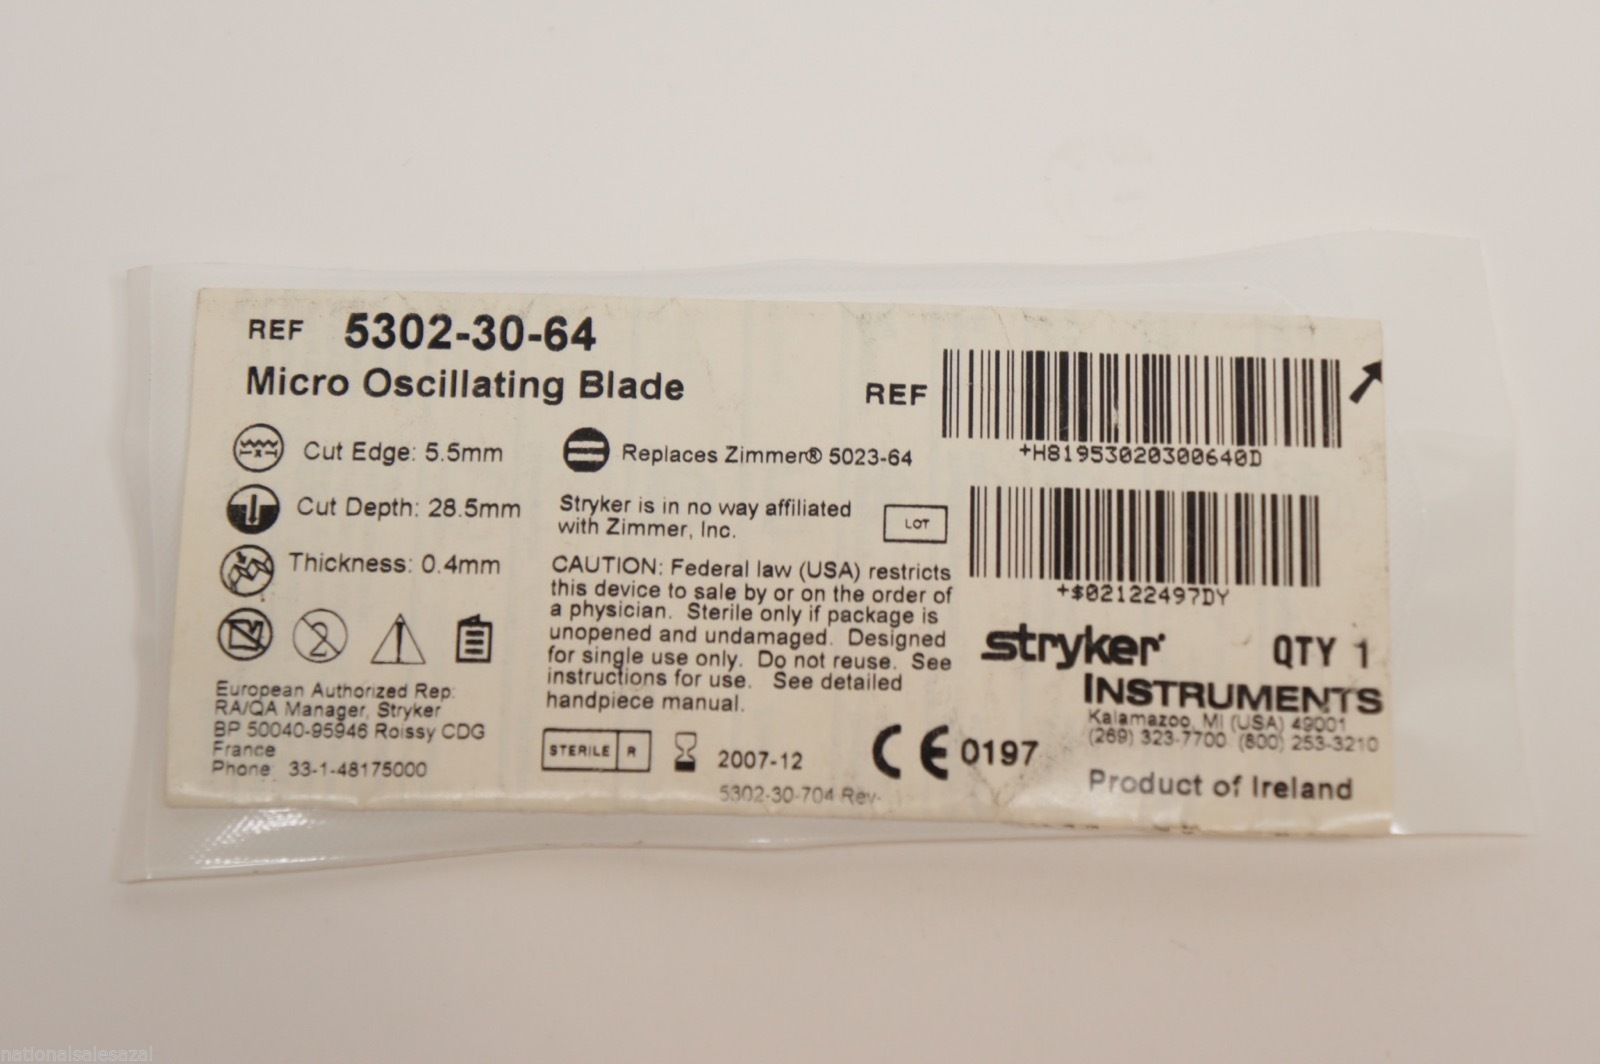 REF 5302-30-64
Micro Oscillating Blade
Cut Edge: 5.5mm
Cut Depth: 28.5mm
Thickness: 0.4mm
2
European Authorized Rep:
RA/QA Manager, Stryker
BP 50040-95946 Roissy CDG
France
Phone: 33-1-48175000
Replaces Zimmer® 5023-64
Stryker is in no way affiliated
with Zimmer, Inc.
CAUTION: Federal law (USA) restricts
this device to sale by or on the order of
a physician. Sterile only if package is
unopened and undamaged. Designed
for single use only. Do not reuse. See
instructions for use. See detailed
handpiece manual.
STERILE R
2007-12
5302-30-704 Rev-
CE 0197
REF
+H81953020300640D
LOT
+$02122497DY
stryker QTY 1
INSTRUMENTS
Kalamazoo, MI (USA) 49001
(269) 323-7700 (800) 253-3210
Product of Ireland
nationalsalesazal